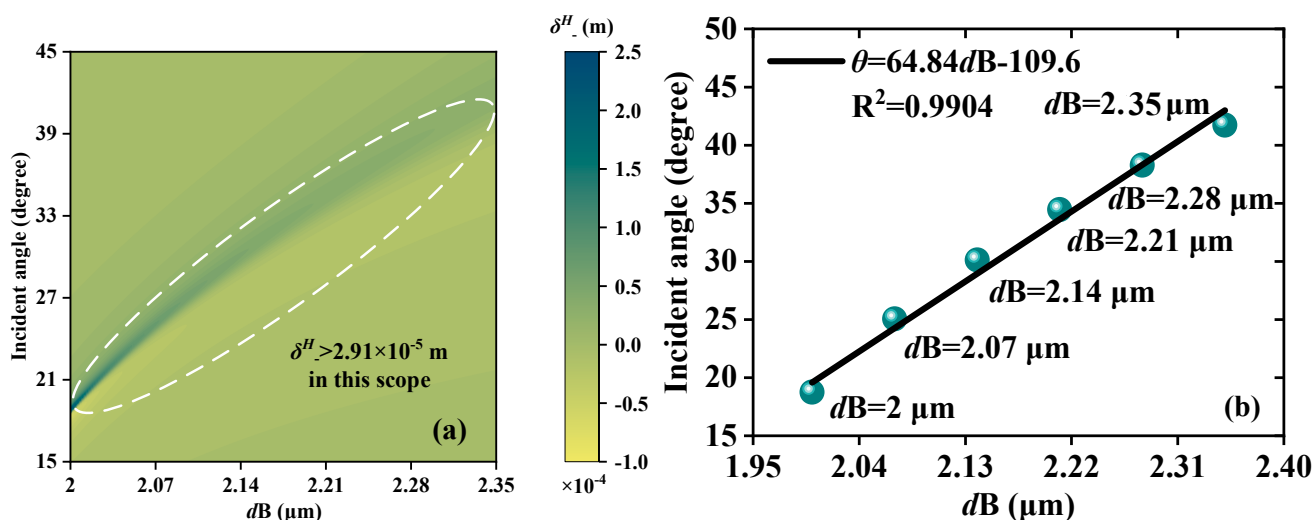 δᴴ₋ (m)
45
39
33
27
21
15
Incident angle (degree)
δᴴ₋>2.91×10⁻⁵ m
in this scope
(a)
2 2.07 2.14 2.21 2.28 2.35
dB (μm)
2.5
2.0
1.5
1.0
0.5
0.0
-0.5
-1.0
×10⁻⁴
50
45
40
35
30
25
20
15
Incident angle (degree)
θ=64.84dB-109.6
R²=0.9904
dB=2.35 μm
dB=2.28 μm
dB=2.21 μm
dB=2.14 μm
dB=2.07 μm
dB=2 μm
(b)
1.95 2.04 2.13 2.22 2.31 2.40
dB (μm)